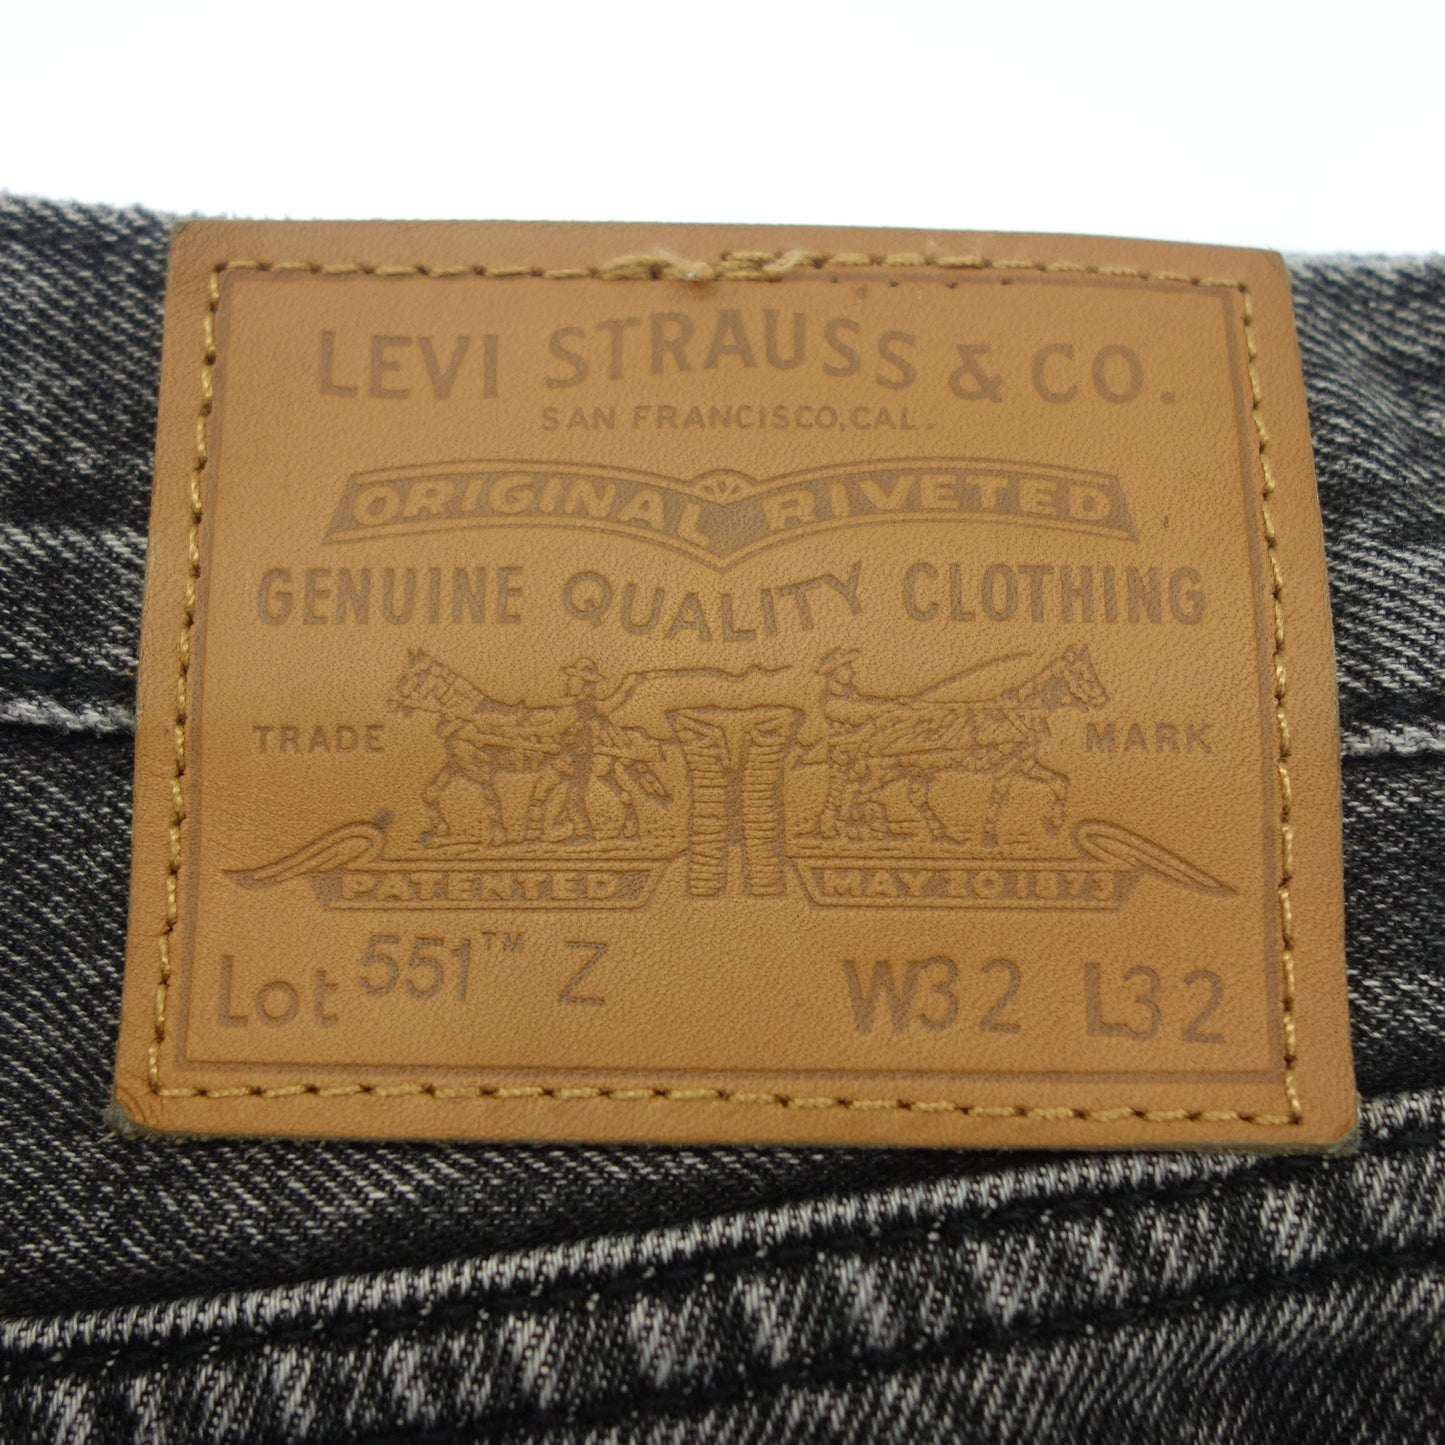 LEVI STRAUSS & CO.
SAN FRANCISCO, CAL.
ORIGINAL RIVETED
GENUINE QUALITY CLOTHING
TRADE MARK
PATENTED MAY 20 1873
Lot 551™ Z W32 L32